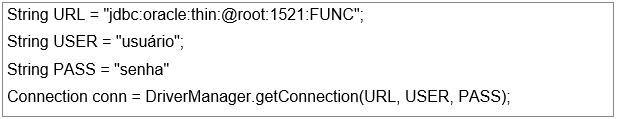 String URL = "jdbc:oracle:thin:@root:1521:FUNC";
String USER = "usuário";
String PASS = "senha"
Connection conn = DriverManager.getConnection(URL, USER, PASS);